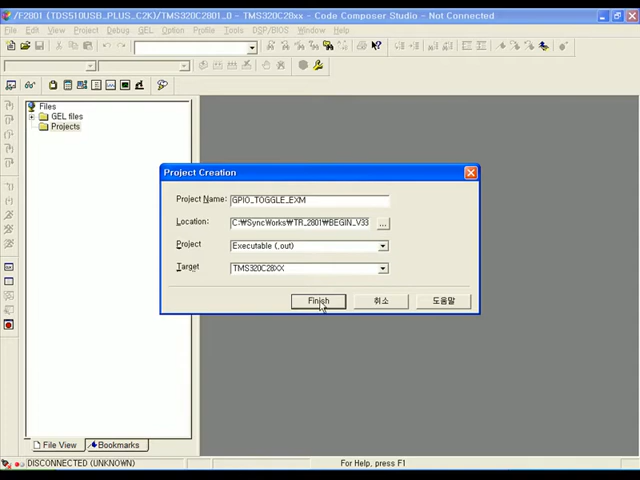 /F2801 (TDS510USB_PLUS_C2K)/TMS320C2801_0 - TMS320C28xx - Code Composer Studio - Not Connected
File Edit View Project Debug GEL Option Profile Tools DSP/BIOS Window Help
Files
GEL files
Projects
Project Creation
Project Name: GPIO_TOGGLE_EXM
Location: C:₩SyncWorks₩TR_2801₩BEGIN_V33 ...
Project Executable (.out)
Target TMS320C28XX
Finish 취소 도움말
File View Bookmarks
DISCONNECTED (UNKNOWN) For Help, press F1